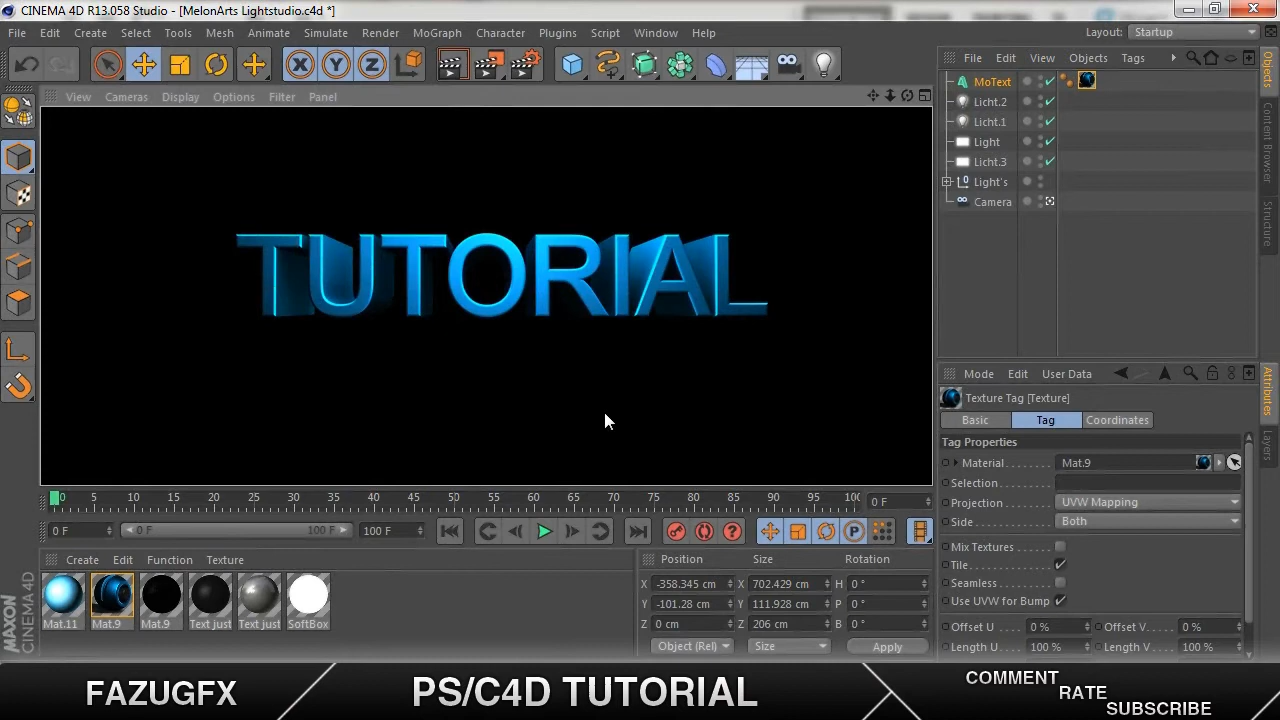 CINEMA 4D R13.058 Studio - [MelonArts Lightstudio.c4d *]
File Edit Create Select Tools Mesh Animate Simulate Render MoGraph Character Plugins Script Window Help
Layout: Startup
X Y Z
File Edit View Objects Tags
View Cameras Display Options Filter Panel
MoText
Licht.2
Licht.1
Light
Licht.3
Light's
Camera
Objects
Content Browser
Structure
TUTORIAL
Mode Edit User Data
Texture Tag [Texture]
Basic Tag Coordinates
Tag Properties
Material Mat.9
Selection
Projection UVW Mapping
Side Both
Mix Textures
Tile
Seamless
Use UVW for Bump
Offset U 0 % Offset V 0 %
Length U 100 % Length V 100 %
Attributes
Layers
0 5 10 15 20 25 30 35 40 45 50 55 60 65 70 75 80 85 90 95 100 0 F
0 F 0 F 100 F 100 F
P
Create Edit Function Texture
Mat.11 Mat.9 Mat.9 Text just Text just SoftBox
Position Size Rotation
X -358.345 cm X 702.429 cm H 0 °
Y -101.28 cm Y 111.928 cm P 0 °
Z 0 cm Z 206 cm B 0 °
Object (Rel) Size Apply
MAXON
CINEMA 4D
FAZUGFX
PS/C4D TUTORIAL
COMMENT
RATE
SUBSCRIBE